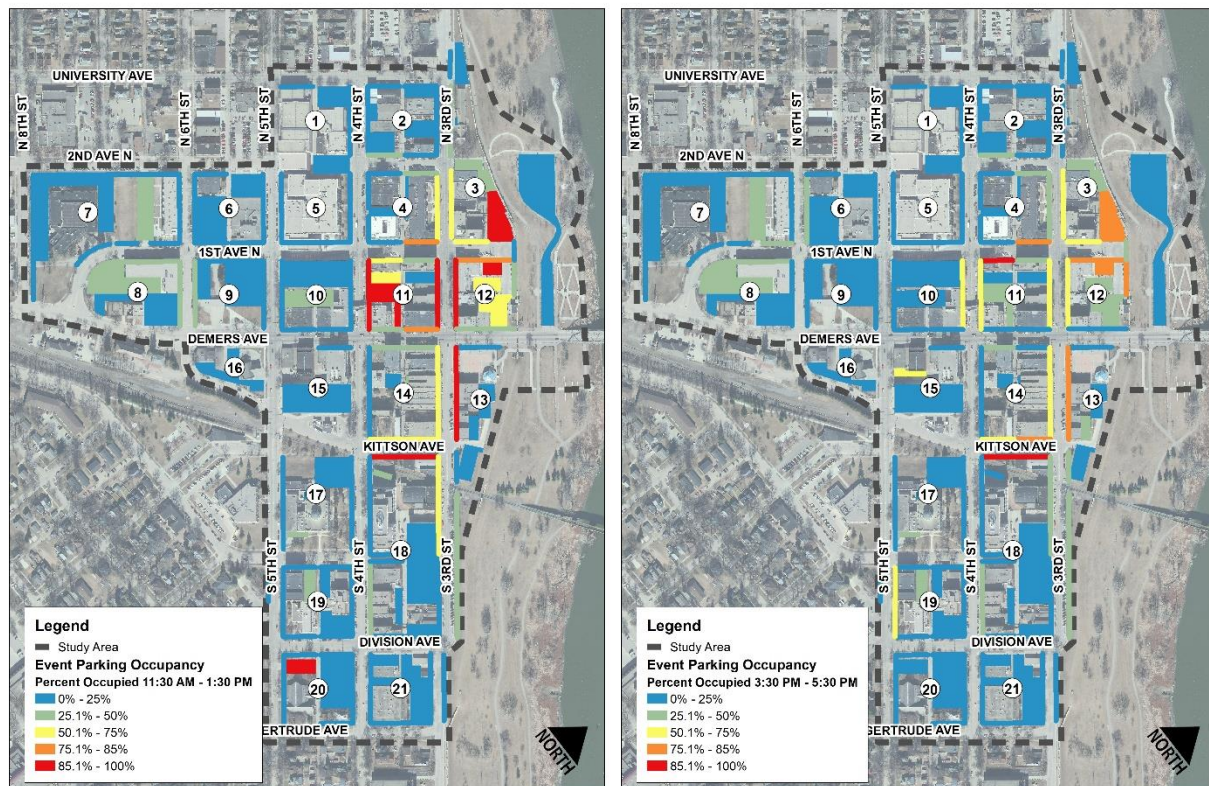 UNIVERSITY AVE
N 8TH ST
N 6TH ST
N 5TH ST
N 4TH ST
N 3RD ST
1
2
2ND AVE N
3
7
6
5
4
1ST AVE N
8
9
10
11
12
DEMERS AVE
16
15
14
13
KITTSON AVE
17
18
S 5TH ST
S 4TH ST
S 3RD ST
19
DIVISION AVE
20
21
GERTRUDE AVE
NORTH
Legend
Study Area
Event Parking Occupancy
Percent Occupied 11:30 AM - 1:30 PM
0% - 25%
25.1% - 50%
50.1% - 75%
75.1% - 85%
85.1% - 100%
UNIVERSITY AVE
N 8TH ST
N 6TH ST
N 5TH ST
N 4TH ST
N 3RD ST
1
2
2ND AVE N
3
7
6
5
4
1ST AVE N
8
9
10
11
12
DEMERS AVE
16
15
14
13
KITTSON AVE
17
18
S 5TH ST
S 4TH ST
S 3RD ST
19
DIVISION AVE
20
21
GERTRUDE AVE
NORTH
Legend
Study Area
Event Parking Occupancy
Percent Occupied 3:30 PM - 5:30 PM
0% - 25%
25.1% - 50%
50.1% - 75%
75.1% - 85%
85.1% - 100%